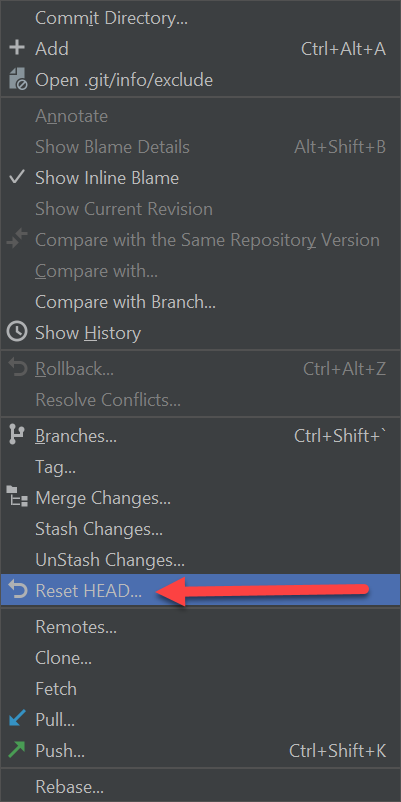 Commit Directory...
Add Ctrl+Alt+A
Open .git/info/exclude
Annotate
Show Blame Details Alt+Shift+B
Show Inline Blame
Show Current Revision
Compare with the Same Repository Version
Compare with...
Compare with Branch...
Show History
Rollback... Ctrl+Alt+Z
Resolve Conflicts...
Branches... Ctrl+Shift+`
Tag...
Merge Changes...
Stash Changes...
UnStash Changes...
Reset HEAD...
Remotes...
Clone...
Fetch
Pull...
Push... Ctrl+Shift+K
Rebase...